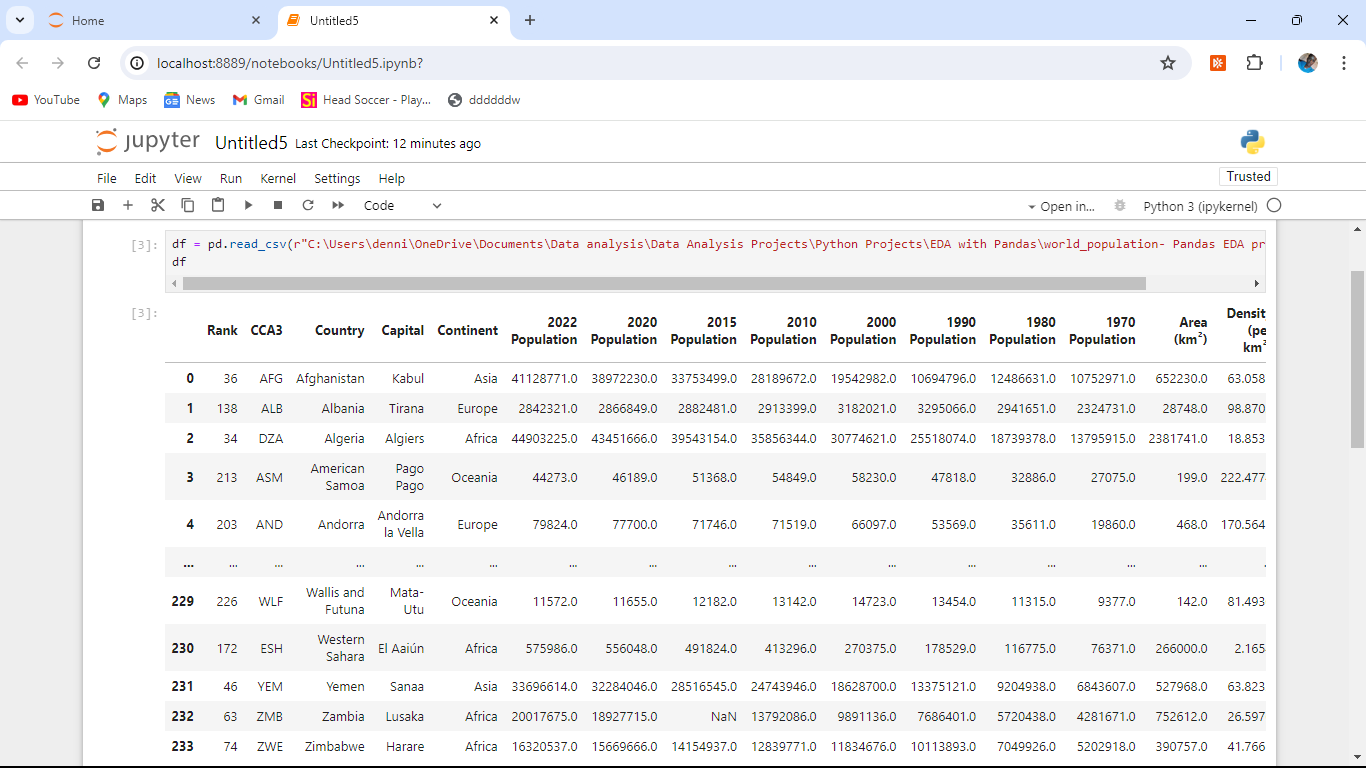 Home
Untitled5
localhost:8889/notebooks/Untitled5.ipynb?
YouTube Maps GE News Gmail Si Head Soccer - Play... ddddddw
jupyter Untitled5 Last Checkpoint: 12 minutes ago
File Edit View Run Kernel Settings Help Trusted
Code Open in... Python 3 (ipykernel)
[3]: df = pd.read_csv(r"C:\Users\denni\OneDrive\Documents\Data analysis\Data Analysis Projects\Python Projects\EDA with Pandas\world_population- Pandas EDA pr
df
[3]:
Rank CCA3 Country Capital Continent 2022 Population 2020 Population 2015 Population 2010 Population 2000 Population 1990 Population 1980 Population 1970 Population Area (km²) Densit (pe km²
0 36 AFG Afghanistan Kabul Asia 41128771.0 38972230.0 33753499.0 28189672.0 19542982.0 10694796.0 12486631.0 10752971.0 652230.0 63.058
1 138 ALB Albania Tirana Europe 2842321.0 2866849.0 2882481.0 2913399.0 3182021.0 3295066.0 2941651.0 2324731.0 28748.0 98.870
2 34 DZA Algeria Algiers Africa 44903225.0 43451666.0 39543154.0 35856344.0 30774621.0 25518074.0 18739378.0 13795915.0 2381741.0 18.853
3 213 ASM American Samoa Pago Pago Oceania 44273.0 46189.0 51368.0 54849.0 58230.0 47818.0 32886.0 27075.0 199.0 222.477
4 203 AND Andorra Andorra la Vella Europe 79824.0 77700.0 71746.0 71519.0 66097.0 53569.0 35611.0 19860.0 468.0 170.564
... ... ... ... ... ... ... ... ... ... ... ... ... ... ... .
229 226 WLF Wallis and Futuna Mata-Utu Oceania 11572.0 11655.0 12182.0 13142.0 14723.0 13454.0 11315.0 9377.0 142.0 81.493
230 172 ESH Western Sahara El Aaiún Africa 575986.0 556048.0 491824.0 413296.0 270375.0 178529.0 116775.0 76371.0 266000.0 2.165
231 46 YEM Yemen Sanaa Asia 33696614.0 32284046.0 28516545.0 24743946.0 18628700.0 13375121.0 9204938.0 6843607.0 527968.0 63.823
232 63 ZMB Zambia Lusaka Africa 20017675.0 18927715.0 NaN 13792086.0 9891136.0 7686401.0 5720438.0 4281671.0 752612.0 26.597
233 74 ZWE Zimbabwe Harare Africa 16320537.0 15669666.0 14154937.0 12839771.0 11834676.0 10113893.0 7049926.0 5202918.0 390757.0 41.766